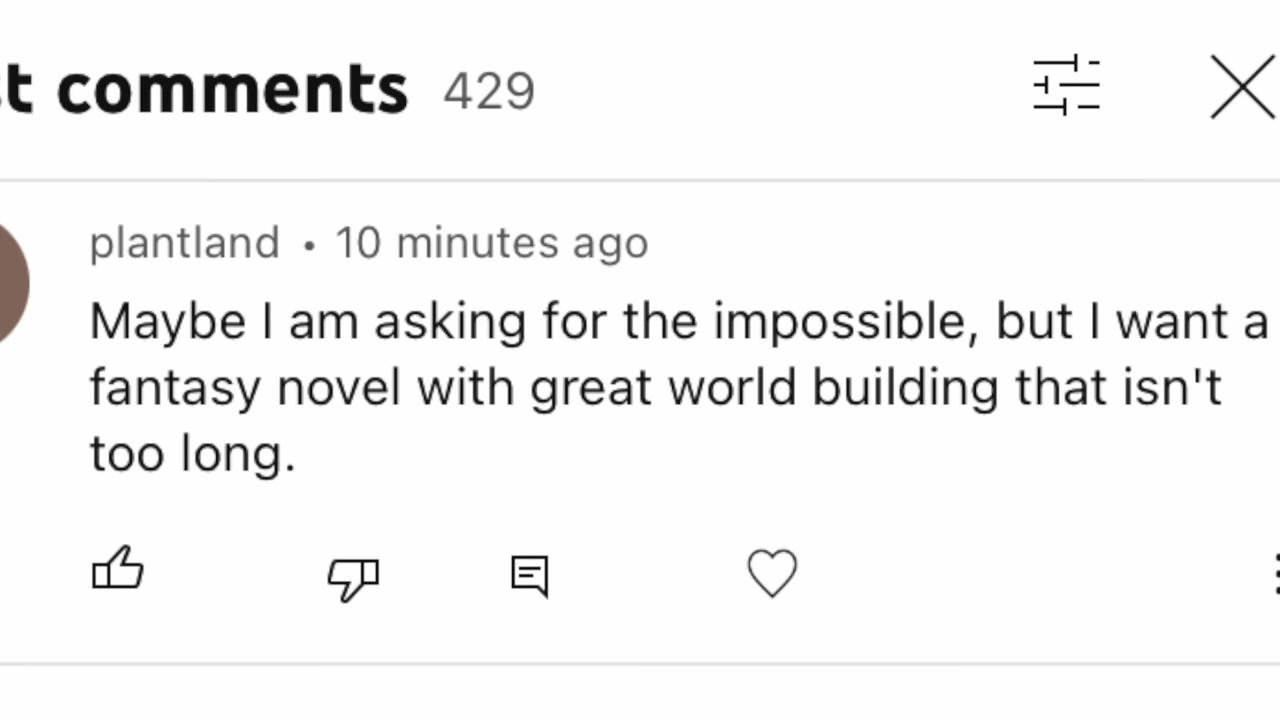 comments 429
plantland • 10 minutes ago
Maybe I am asking for the impossible, but I want a
fantasy novel with great world building that isn't
too long.